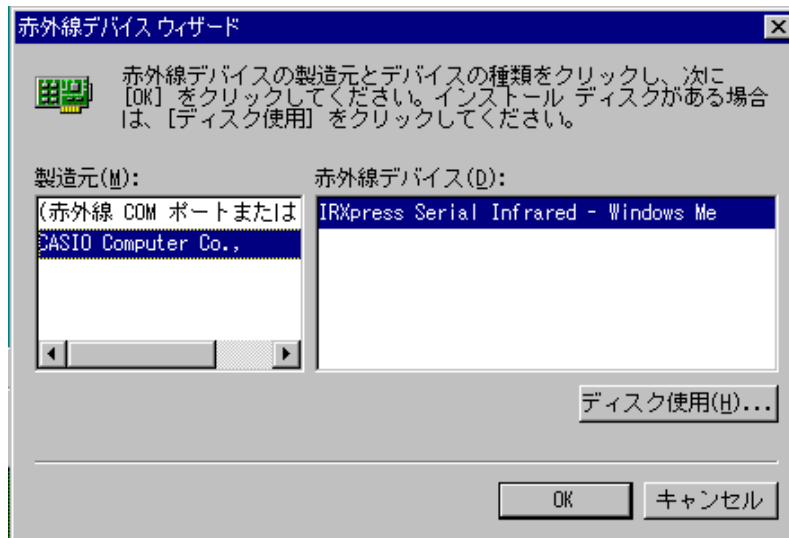 赤外線デバイス ウィザード
赤外線デバイスの製造元とデバイスの種類をクリックし、次に
[OK] をクリックしてください。インストール ディスクがある場合
は、[ディスク使用] をクリックしてください。
製造元(M):
赤外線デバイス(D):
(赤外線 COM ポートまたは
CASIO Computer Co.,
IRXpress Serial Infrared - Windows Me
ディスク使用(H)...
OK
キャンセル